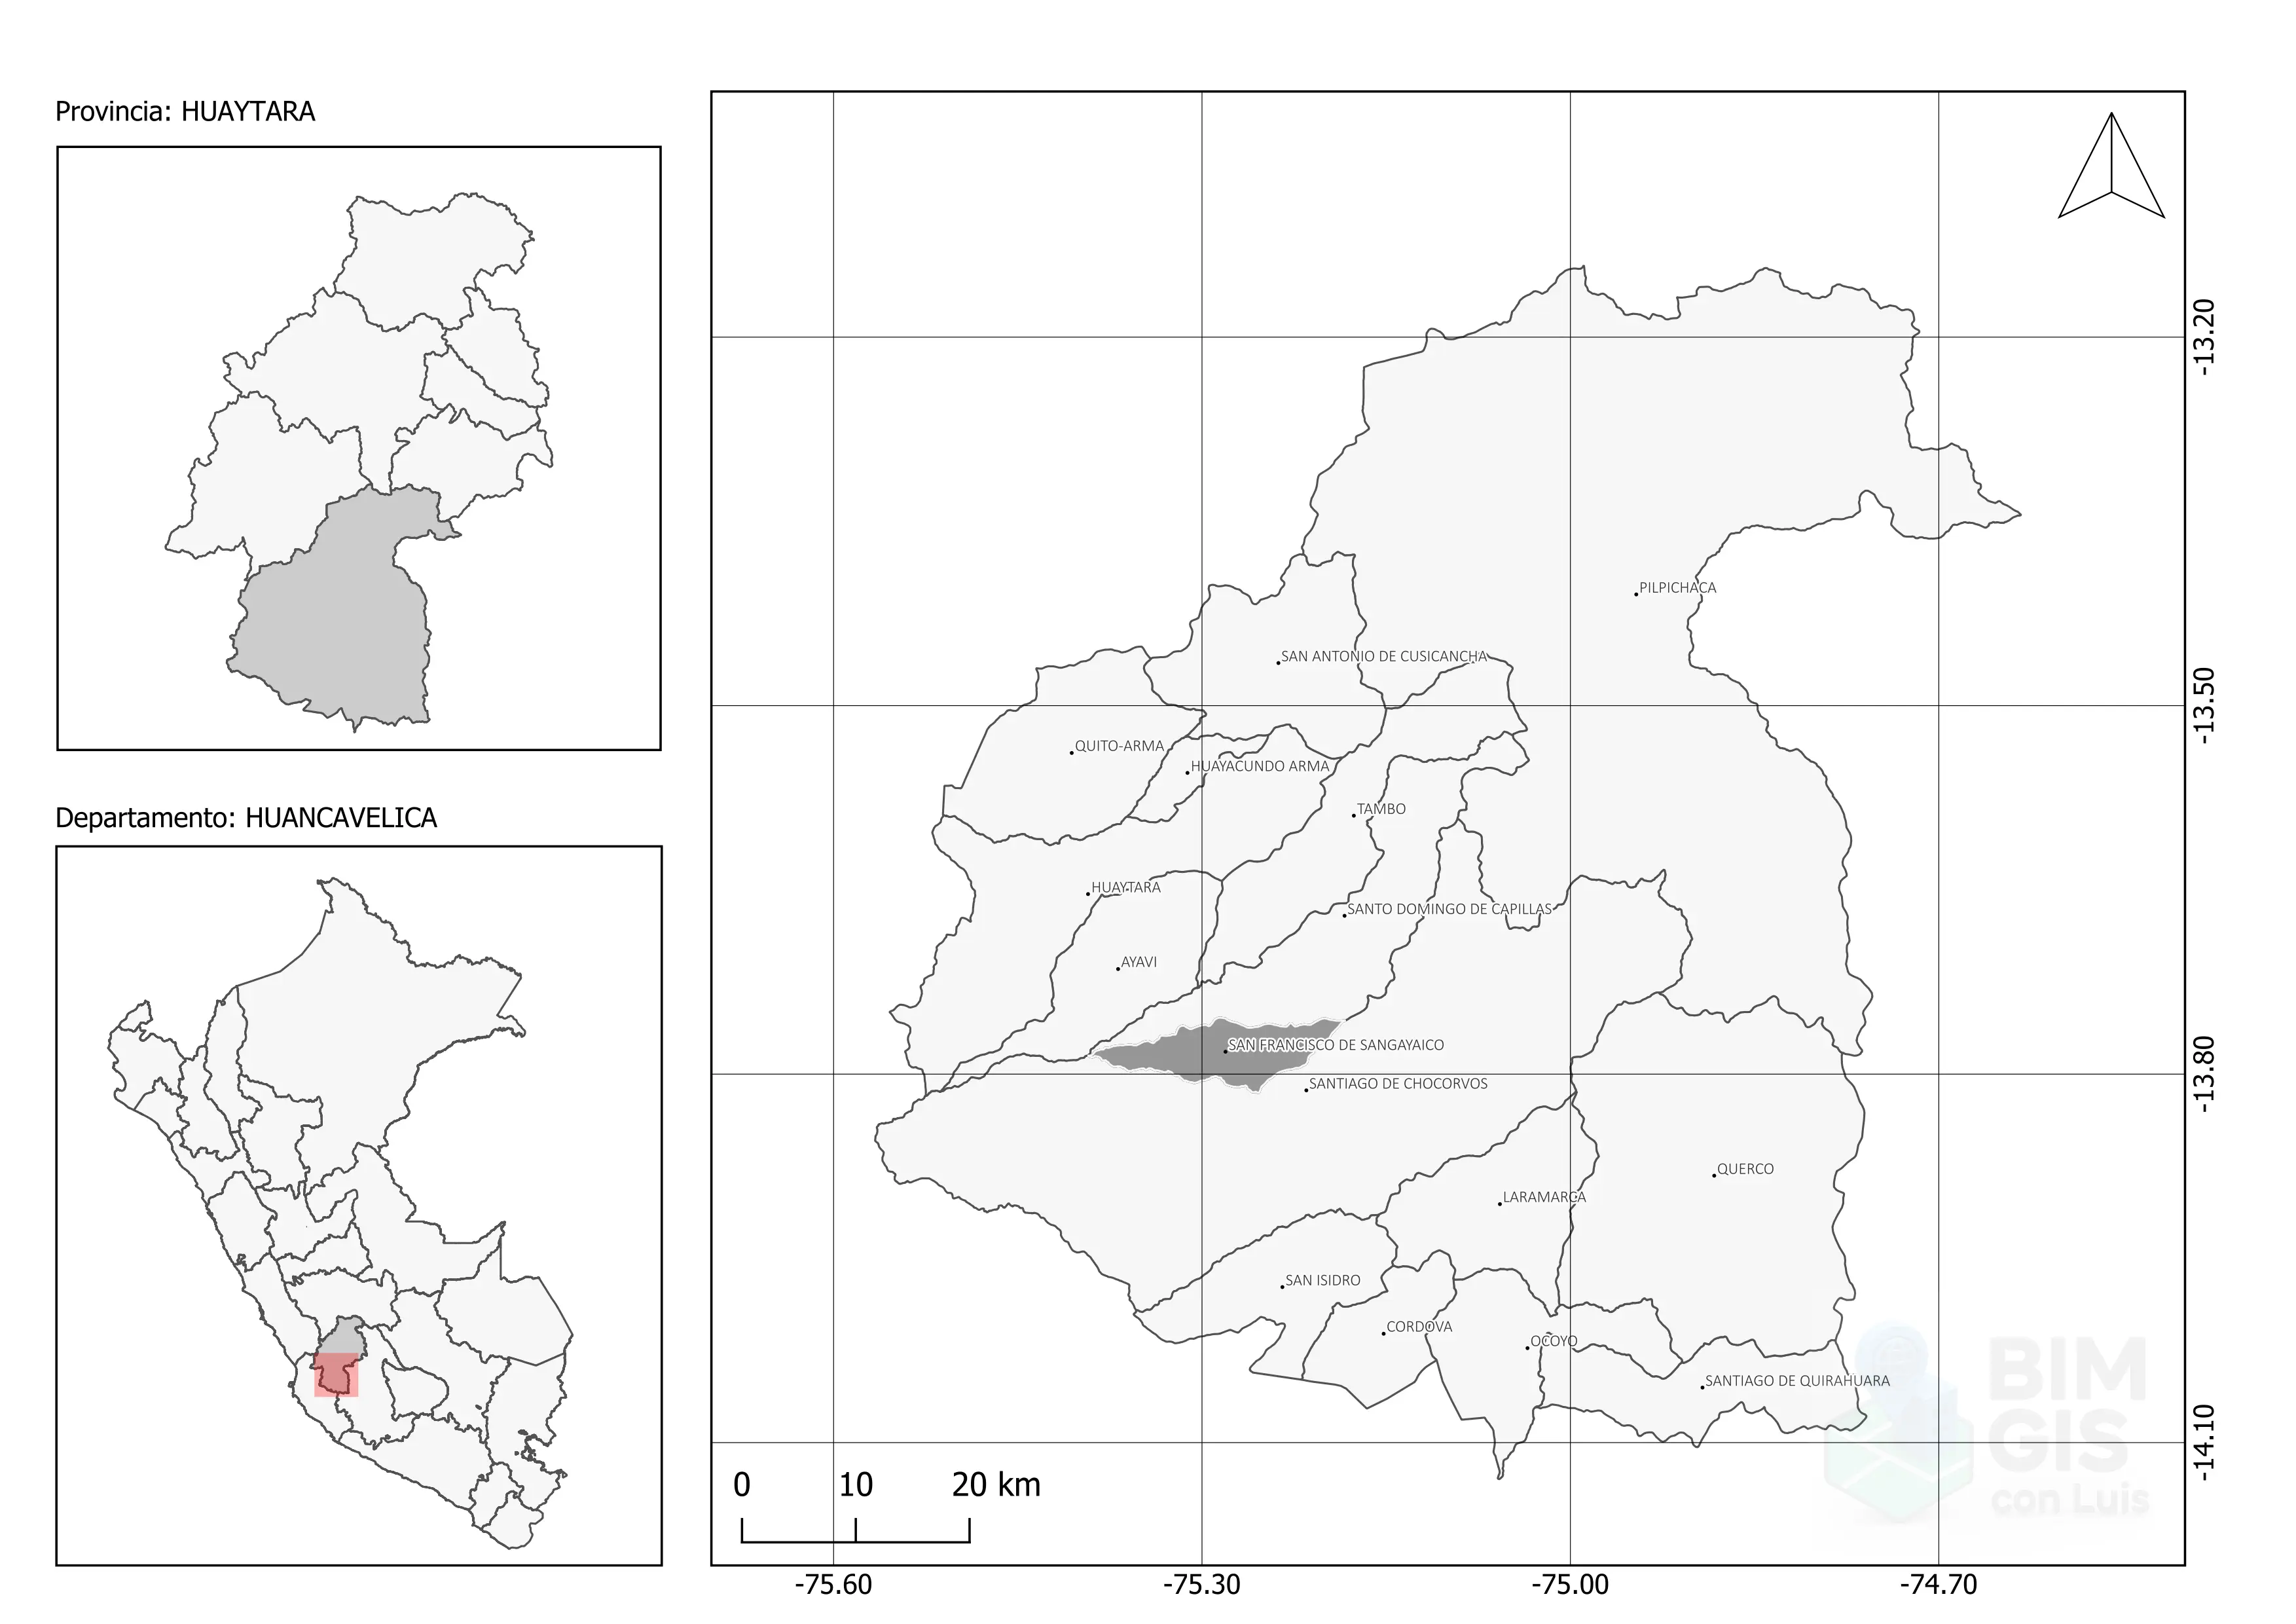 Provincia: HUAYTARA
Departamento: HUANCAVELICA
PILPICHACA
SAN ANTONIO DE CUSICANCHA
QUITO-ARMA
HUAYACUNDO ARMA
TAMBO
HUAYTARA
SANTO DOMINGO DE CAPILLAS
AYAVI
SAN FRANCISCO DE SANGAYAICO
SANTIAGO DE CHOCORVOS
QUERCO
LARAMARCA
SAN ISIDRO
CORDOVA
OCOYO
SANTIAGO DE QUIRAHUARA
-13.20
-13.50
-13.80
-14.10
0 10 20 km
-75.60 -75.30 -75.00 -74.70
BIM
GIS
con Luis